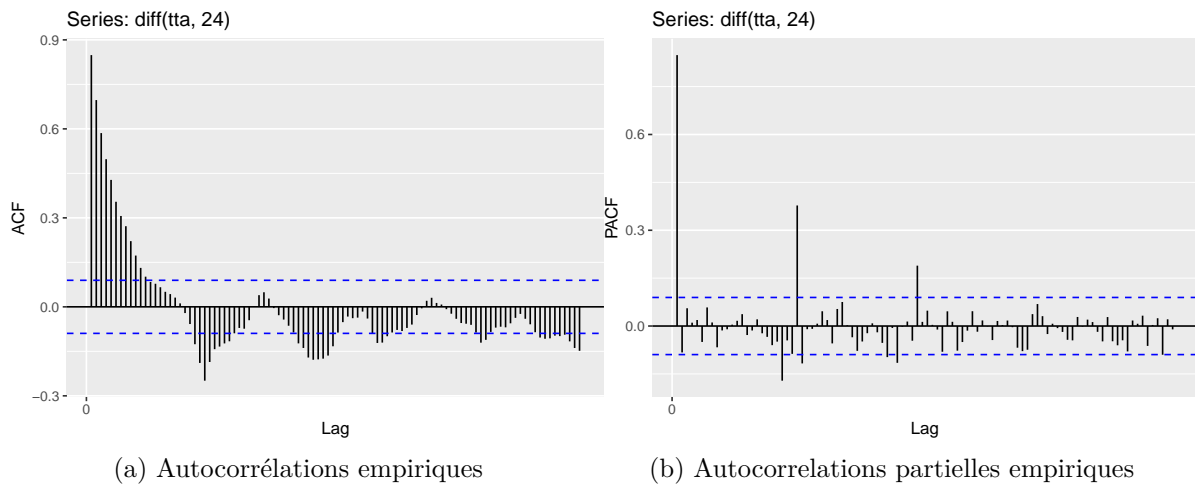 Series: diff(tta, 24)
0.9
0.6
0.3
0.0
−0.3
ACF
0
Lag
(a) Autocorrélations empiriques
Series: diff(tta, 24)
0.6
0.3
0.0
PACF
0
Lag
(b) Autocorrelations partielles empiriques